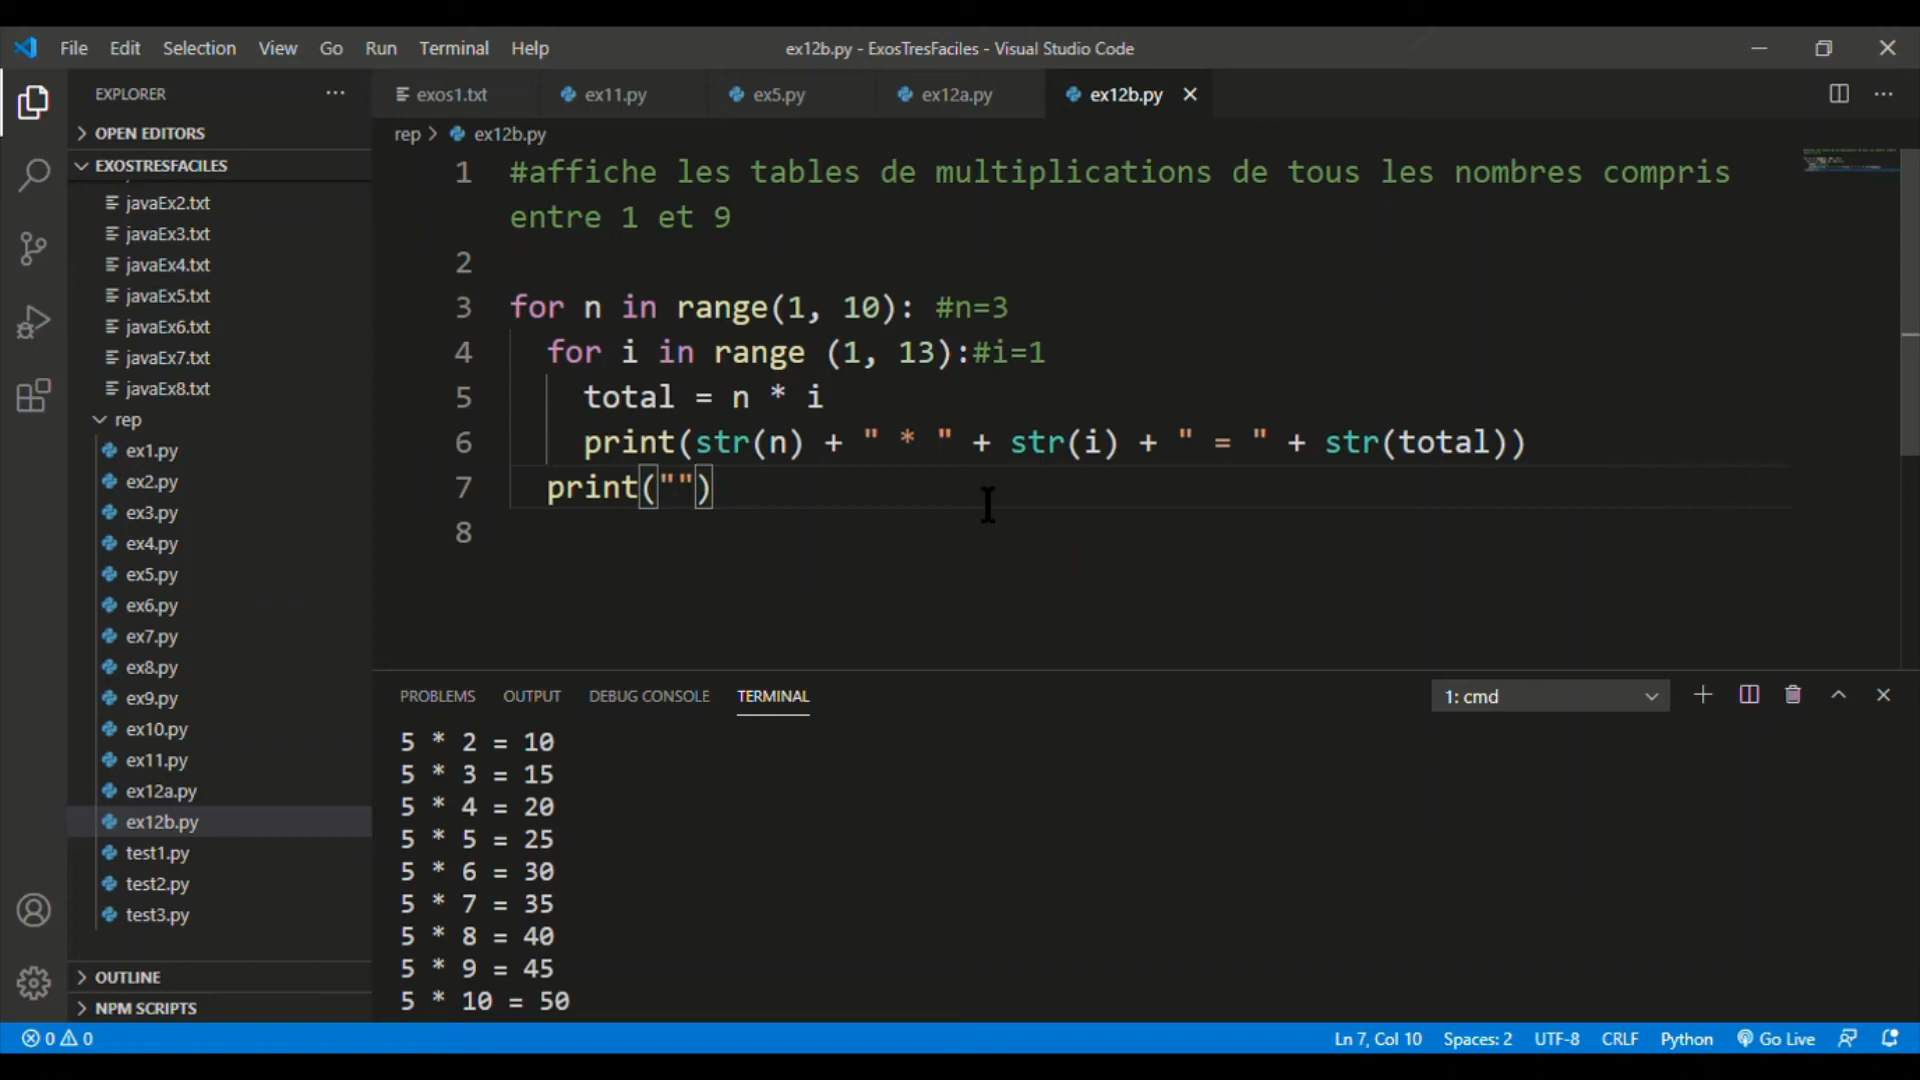 File Edit Selection View Go Run Terminal Help
ex12b.py - ExosTresFaciles - Visual Studio Code
EXPLORER
OPEN EDITORS
EXOSTRESFACILES
javaEx2.txt
javaEx3.txt
javaEx4.txt
javaEx5.txt
javaEx6.txt
javaEx7.txt
javaEx8.txt
rep
ex1.py
ex2.py
ex3.py
ex4.py
ex5.py
ex6.py
ex7.py
ex8.py
ex9.py
ex10.py
ex11.py
ex12a.py
ex12b.py
test1.py
test2.py
test3.py
OUTLINE
NPM SCRIPTS
exos1.txt ex11.py ex5.py ex12a.py ex12b.py
rep > ex12b.py
1 #affiche les tables de multiplications de tous les nombres compris
entre 1 et 9
2
3 for n in range(1, 10): #n=3
4 for i in range (1, 13):#i=1
5 total = n * i
6 print(str(n) + " * " + str(i) + " = " + str(total))
7 print("")
8
PROBLEMS OUTPUT DEBUG CONSOLE TERMINAL
1: cmd
5 * 2 = 10
5 * 3 = 15
5 * 4 = 20
5 * 5 = 25
5 * 6 = 30
5 * 7 = 35
5 * 8 = 40
5 * 9 = 45
5 * 10 = 50
0 0
Ln 7, Col 10 Spaces: 2 UTF-8 CRLF Python Go Live